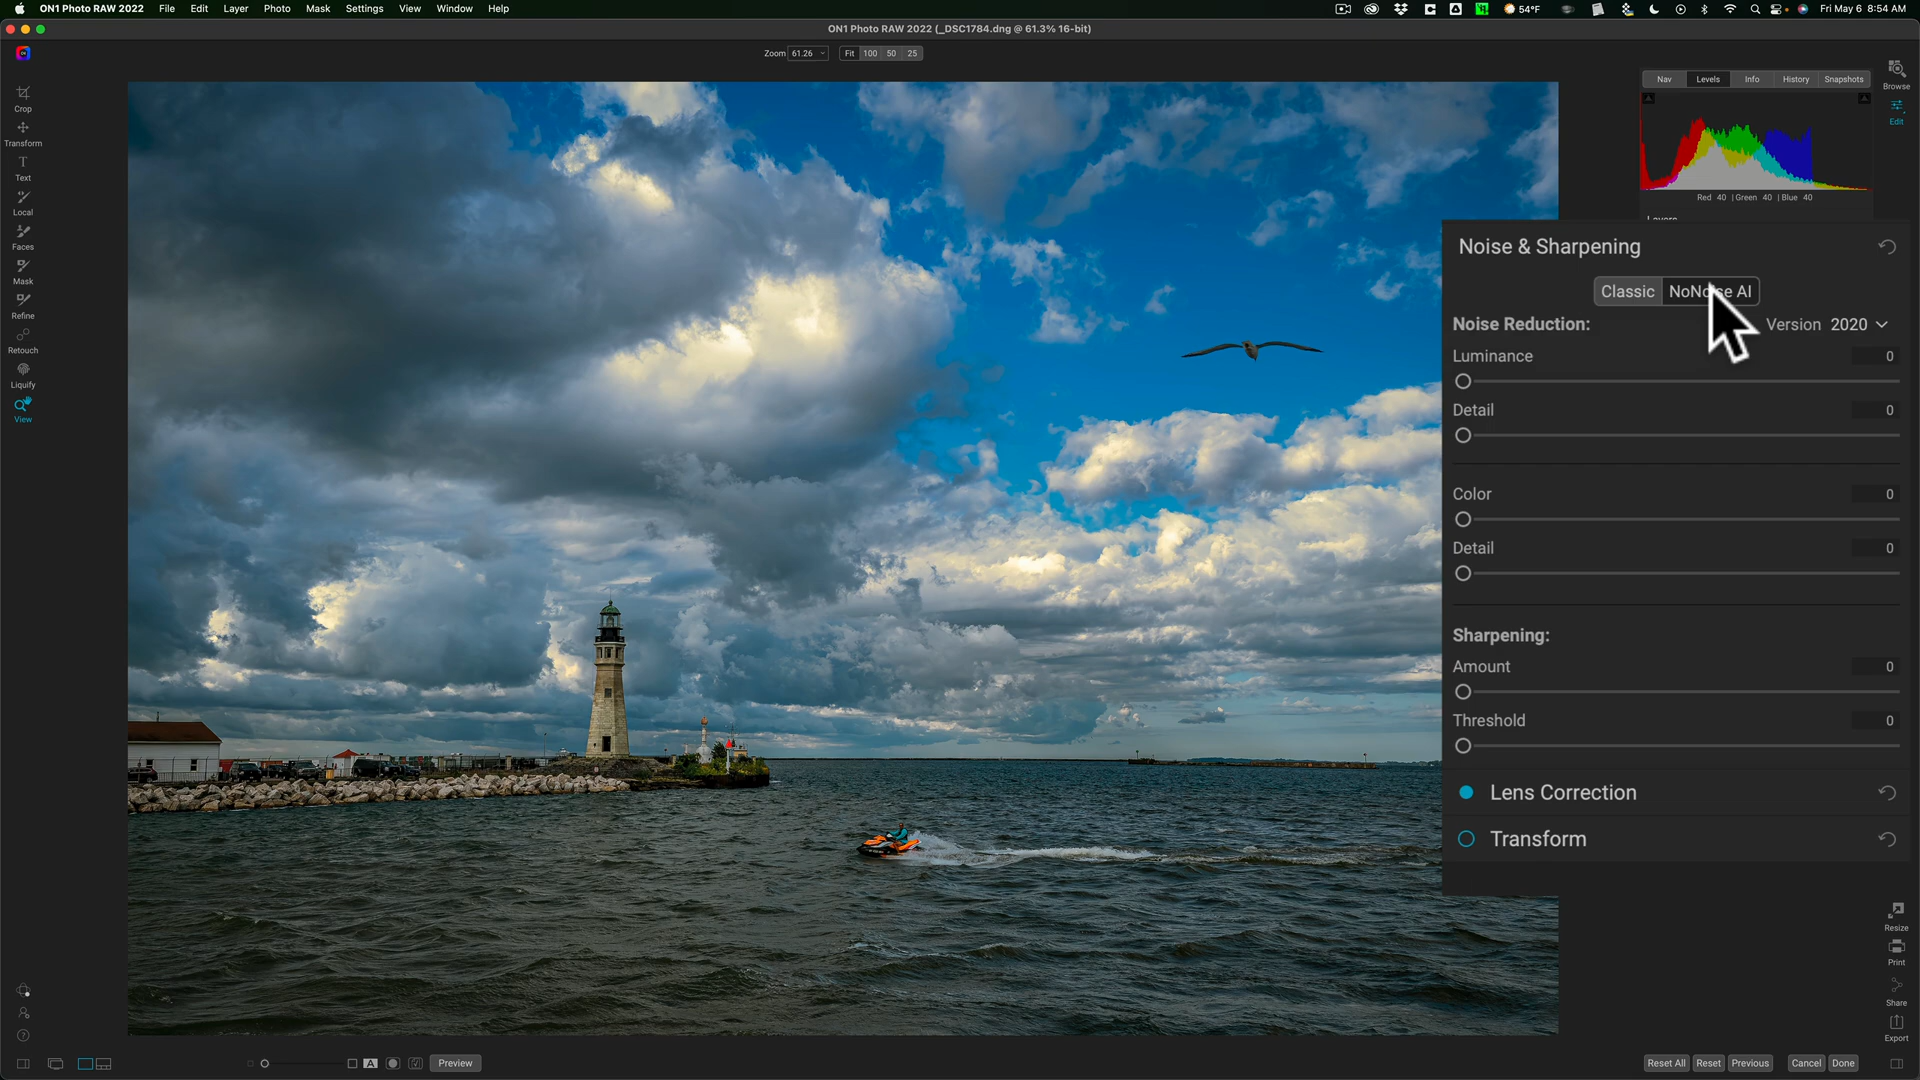 ON1 Photo RAW 2022 File Edit Layer Photo Mask Settings View Window Help 54°F Fri May 6 8:54 AM
ON1 Photo RAW 2022 (_DSC1784.dng @ 61.3% 16-bit)
Zoom 61.26 Fit 100 50 25
Nav Levels Info History Snapshots
Browse
Edit
Crop
Transform
Text
Local
Faces
Mask
Refine
Retouch
Liquify
View
Red 40 | Green 40 | Blue 40
Layers
Noise & Sharpening
Classic NoNoise AI
Noise Reduction: Version 2020
Luminance 0
Detail 0
Color 0
Detail 0
Sharpening:
Amount 0
Threshold 0
Lens Correction
Transform
Resize
Print
Share
Export
A Preview Reset All Reset Previous Cancel Done